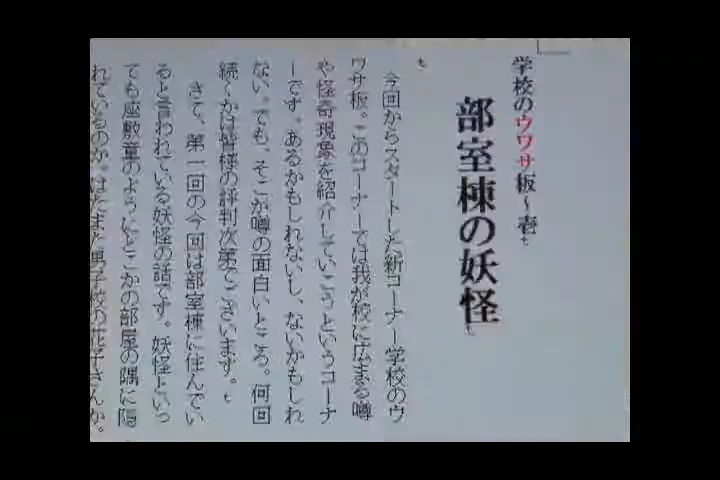 学校のウワサ板～壱
部室棟の妖怪
今回からスタートした新コーナー学校のウ
ワサ板。このコーナーでは我が校に広まる噂
や怪奇現象を紹介していこうというコーナ
ーです。あるかもしれないし、ないかもしれ
ない。でも、そこが噂の面白いところ。何回
続くかは皆様の評判次第でございます。
さて、第一回の今回は部室棟に住んでい
ると言われている妖怪の話です。妖怪といっ
ても座敷童のようにどこかの部屋の隅に隠
れているのか。はたまた男子校の花子さんか。